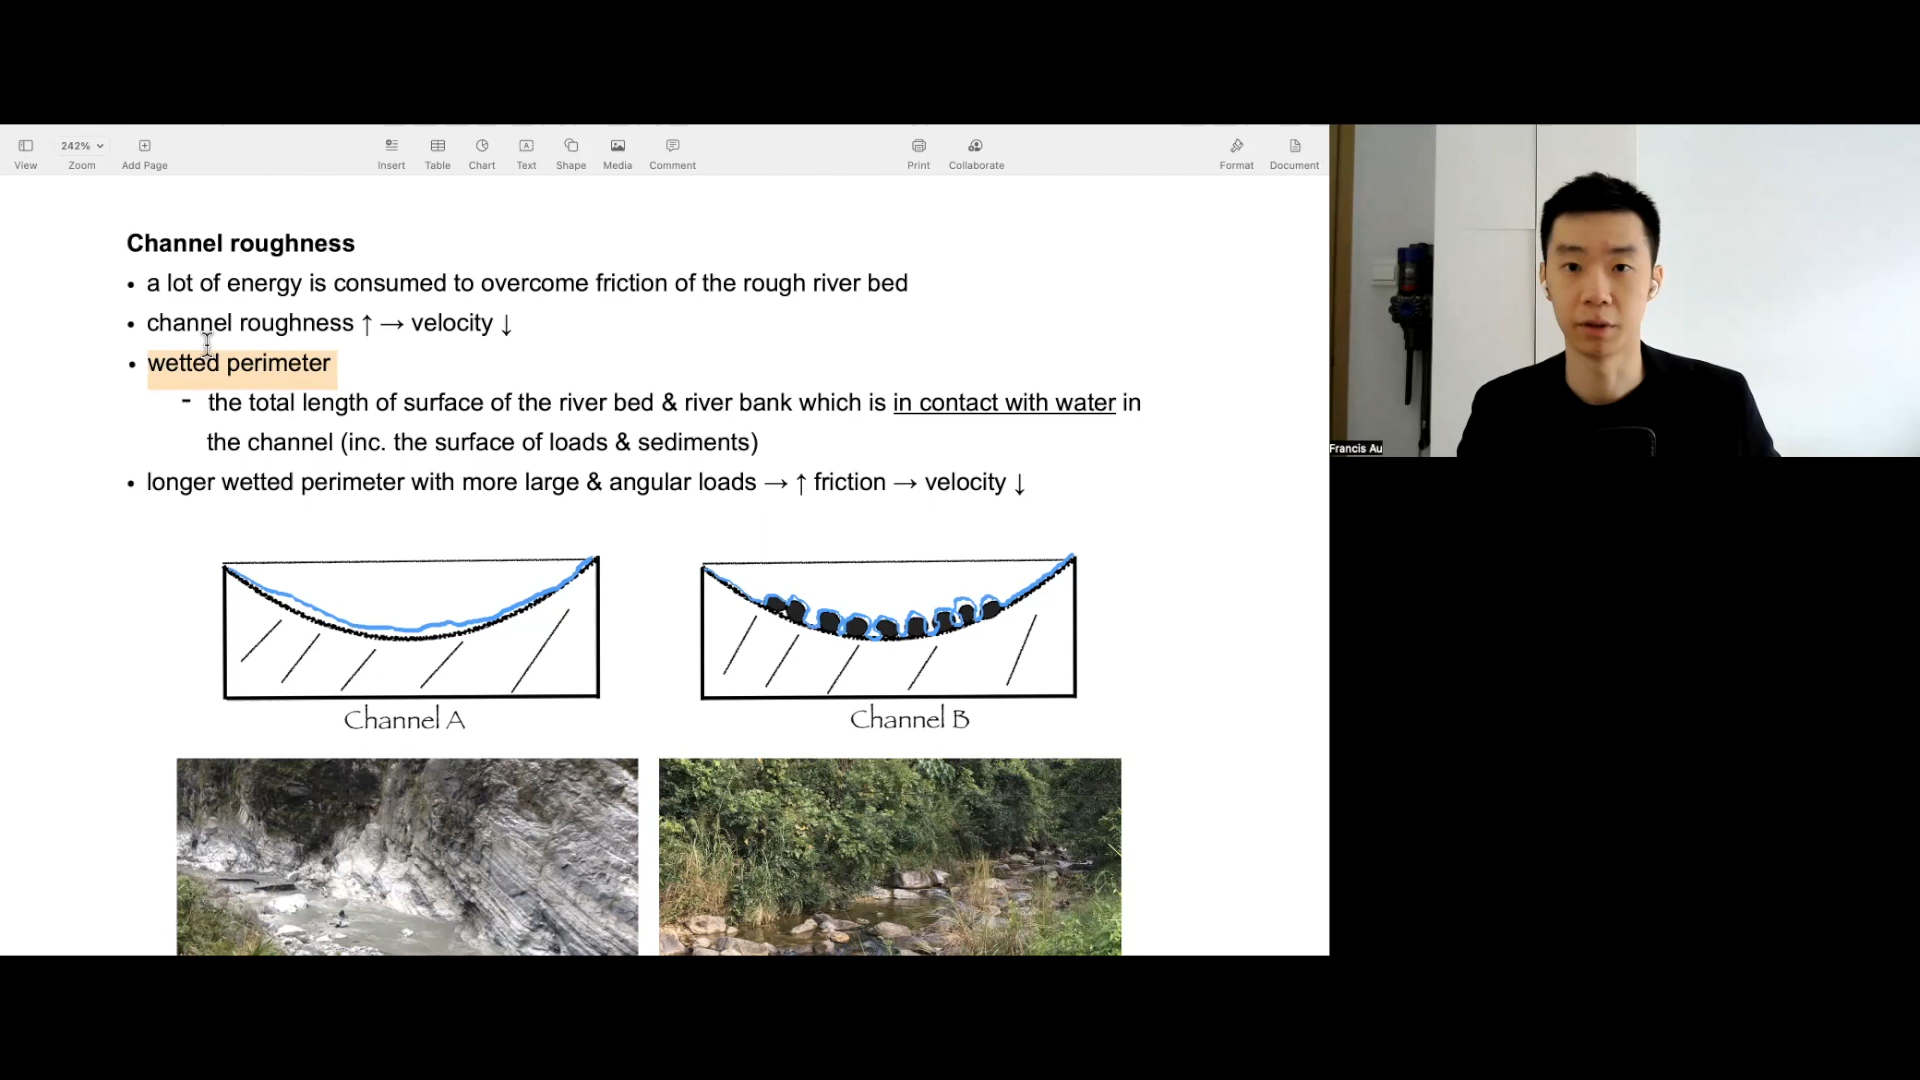 242%
View
Zoom
Add Page
Insert
Table
Chart
Text
Shape
Media
Comment
Print
Collaborate
Format
Document
Channel roughness
• a lot of energy is consumed to overcome friction of the rough river bed
• channel roughness ↑ → velocity ↓
• wetted perimeter
- the total length of surface of the river bed & river bank which is in contact with water in
the channel (inc. the surface of loads & sediments)
• longer wetted perimeter with more large & angular loads → ↑ friction → velocity ↓
Channel A
Channel B
Francis Au